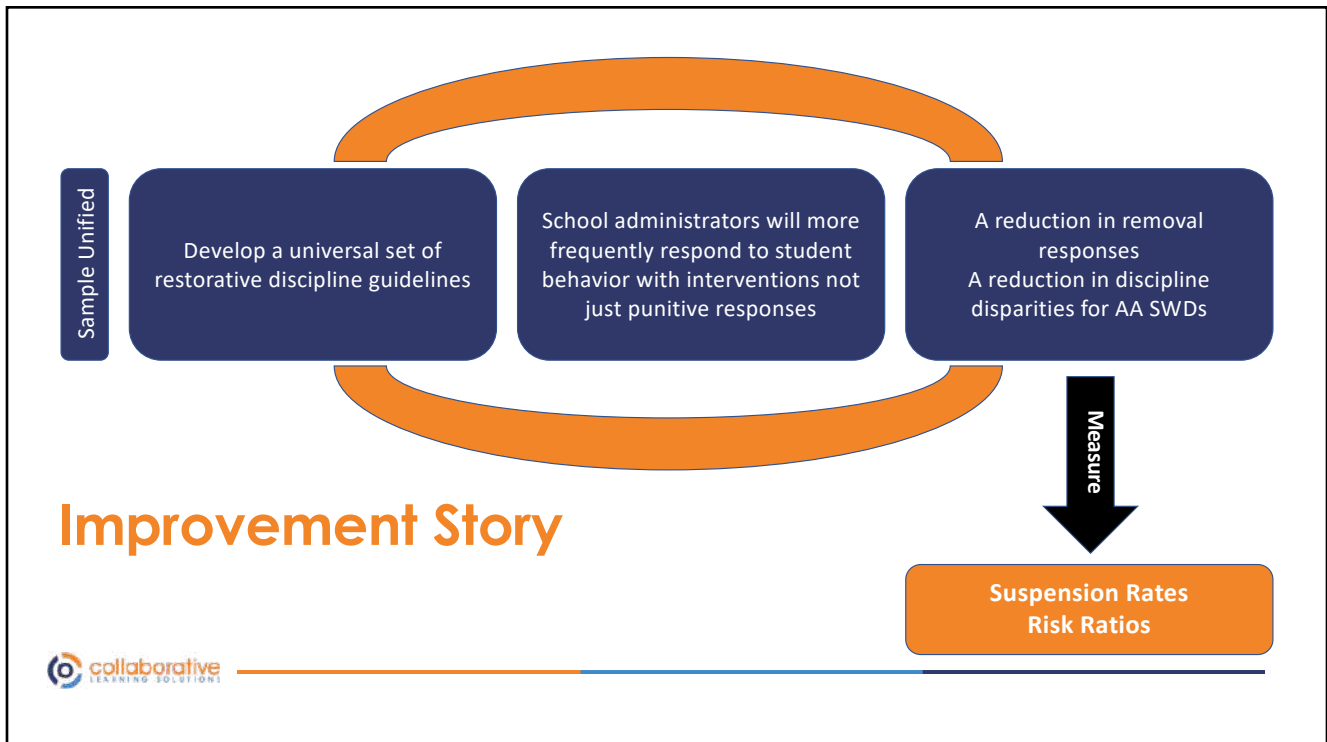 Sample Unified
Develop a universal set of
restorative discipline guidelines
School administrators will more
frequently respond to student
behavior with interventions not
just punitive responses
A reduction in removal
responses
A reduction in discipline
disparities for AA SWDs
Measure
Improvement Story
Suspension Rates
Risk Ratios
collaborative
LEARNING SOLUTIONS